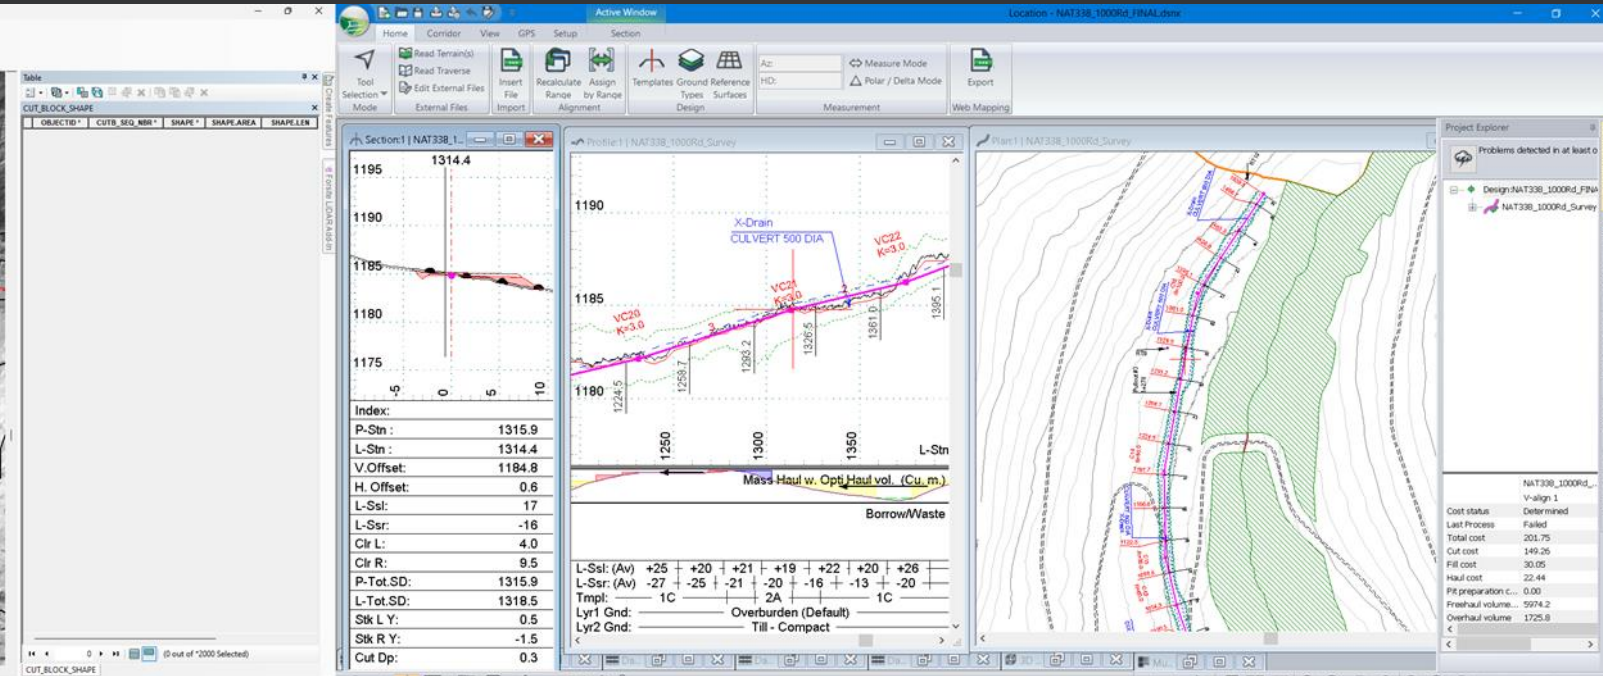 Table
CUT_BLOCK_SHAPE
OBJECTID * CUTB_SEQ_NBR * SHAPE * SHAPE.AREA SHAPE.LEN
0
(0 out of *2000 Selected)
CUT_BLOCK_SHAPE
Create Features
Forsite LiDAR Add-in
Active Window
Location - NAT338_1000Rd_FINAL.dsnx
Home Corridor View GPS Setup Section
Tool Selection
Mode
Read Terrain(s)
Read Traverse
Edit External Files
External Files
Insert File
Import
Recalculate Range
Assign by Range
Alignment
Templates
Ground Types
Reference Surfaces
Design
Az:
HD:
Measure Mode
Polar / Delta Mode
Measurement
Export
Web Mapping
Section:1 | NAT338_1...
1314.4
1195
1190
1185
1180
1175
-5 0 5 10
Index:
P-Stn : 1315.9
L-Stn : 1314.4
V.Offset: 1184.8
H. Offset: 0.6
L-Ssl: 17
L-Ssr: -16
Clr L: 4.0
Clr R: 9.5
P-Tot.SD: 1315.9
L-Tot.SD: 1318.5
Stk L Y: 0.5
Stk R Y: -1.5
Cut Dp: 0.3
Profile:1 | NAT338_1000Rd_Survey
1190
1185
1180
X-Drain
CULVERT 500 DIA
VC22
K=3.0
VC21
K=3.0
VC20
K=3.0
1224.5
1258.7
1293.2
1326.5
1361.0
1395.1
1250 1300 1350 L-Stn
Mass Haul w. Opti Haul vol. (Cu. m.)
Borrow/Waste
L-Ssl: (Av) +25 +20 +21 +19 +22 +20 +26
L-Ssr: (Av) -27 -25 -21 -20 -16 -13 -20
Tmpl: 1C 2A 1C
Lyr1 Gnd: Overburden (Default)
Lyr2 Gnd: Till - Compact
Plan:1 | NAT338_1000Rd_Survey
Project Explorer
Problems detected in at least o
Design:NAT338_1000Rd_FINA
NAT338_1000Rd_Survey
NAT338_1000Rd_...
V-align 1
Cost status Determined
Last Process Failed
Total cost 201.75
Cut cost 149.26
Fill cost 30.05
Haul cost 22.44
Pit preparation c... 0.00
Freehaul volume... 5974.2
Overhaul volume 1725.8